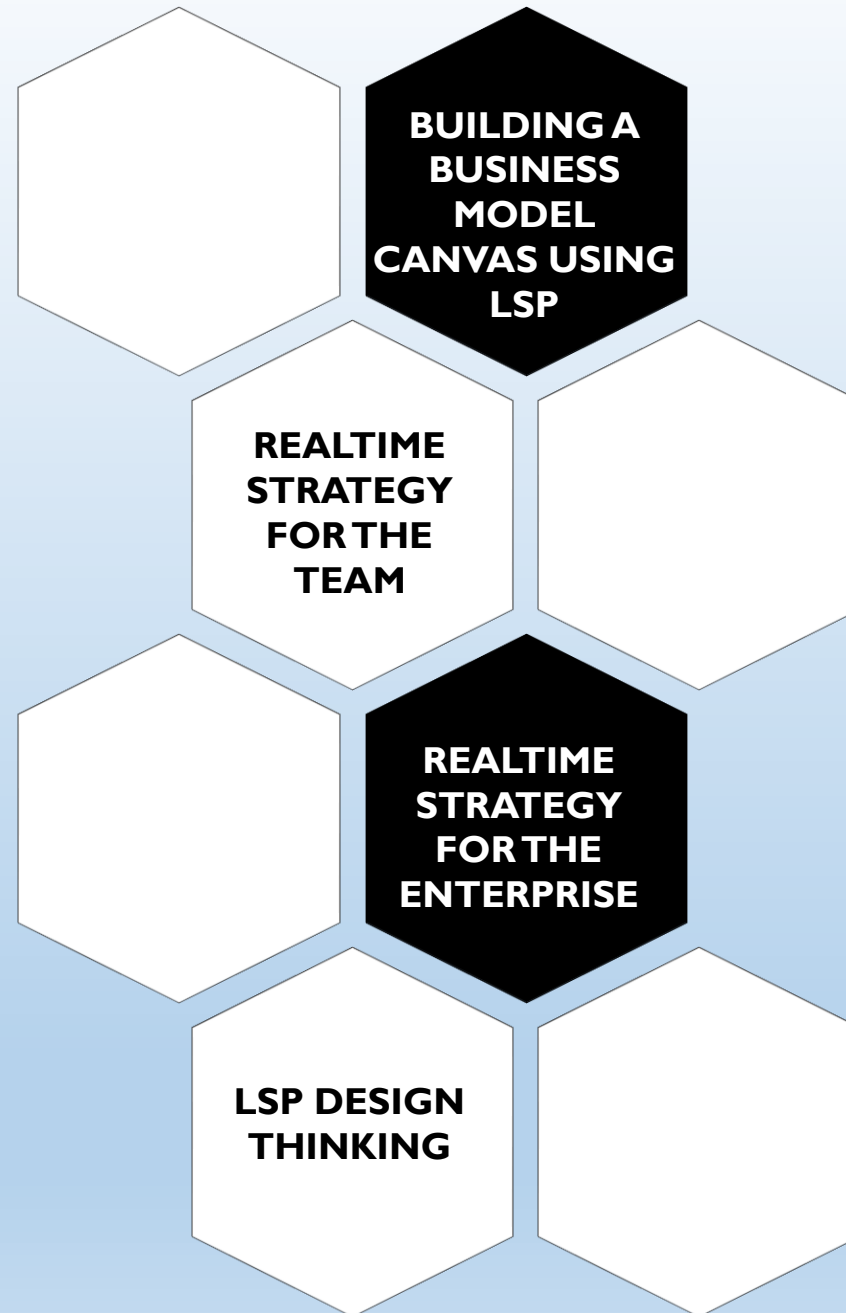 BUILDING A
BUSINESS
MODEL
CANVAS USING
LSP
REALTIME
STRATEGY
FOR THE
TEAM
REALTIME
STRATEGY
FOR THE
ENTERPRISE
LSP DESIGN
THINKING